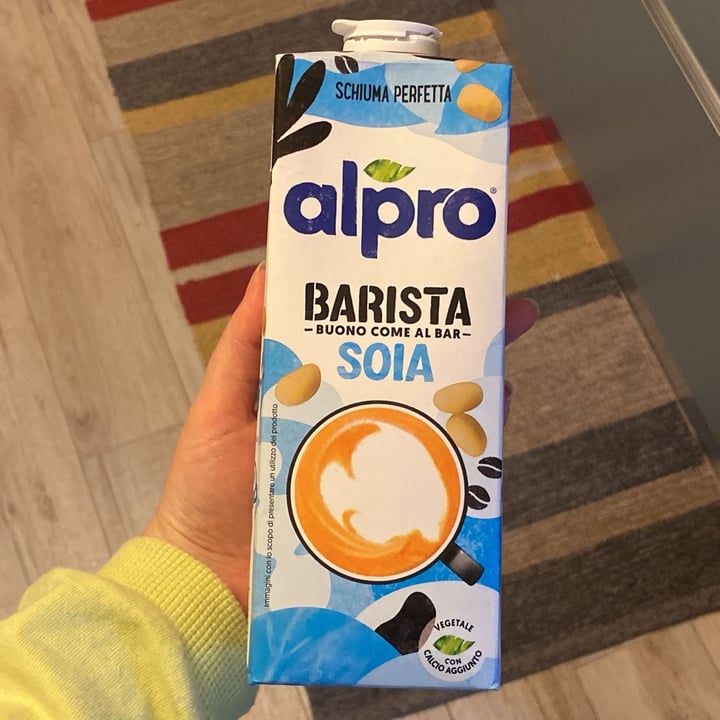 SCHIUMA PERFETTA
alpro®
BARISTA
BUONO COME AL BAR
SOIA
Immagini con lo scopo di presentare un utilizzo del prodotto
VEGETALE
CON
CALCIO AGGIUNTO